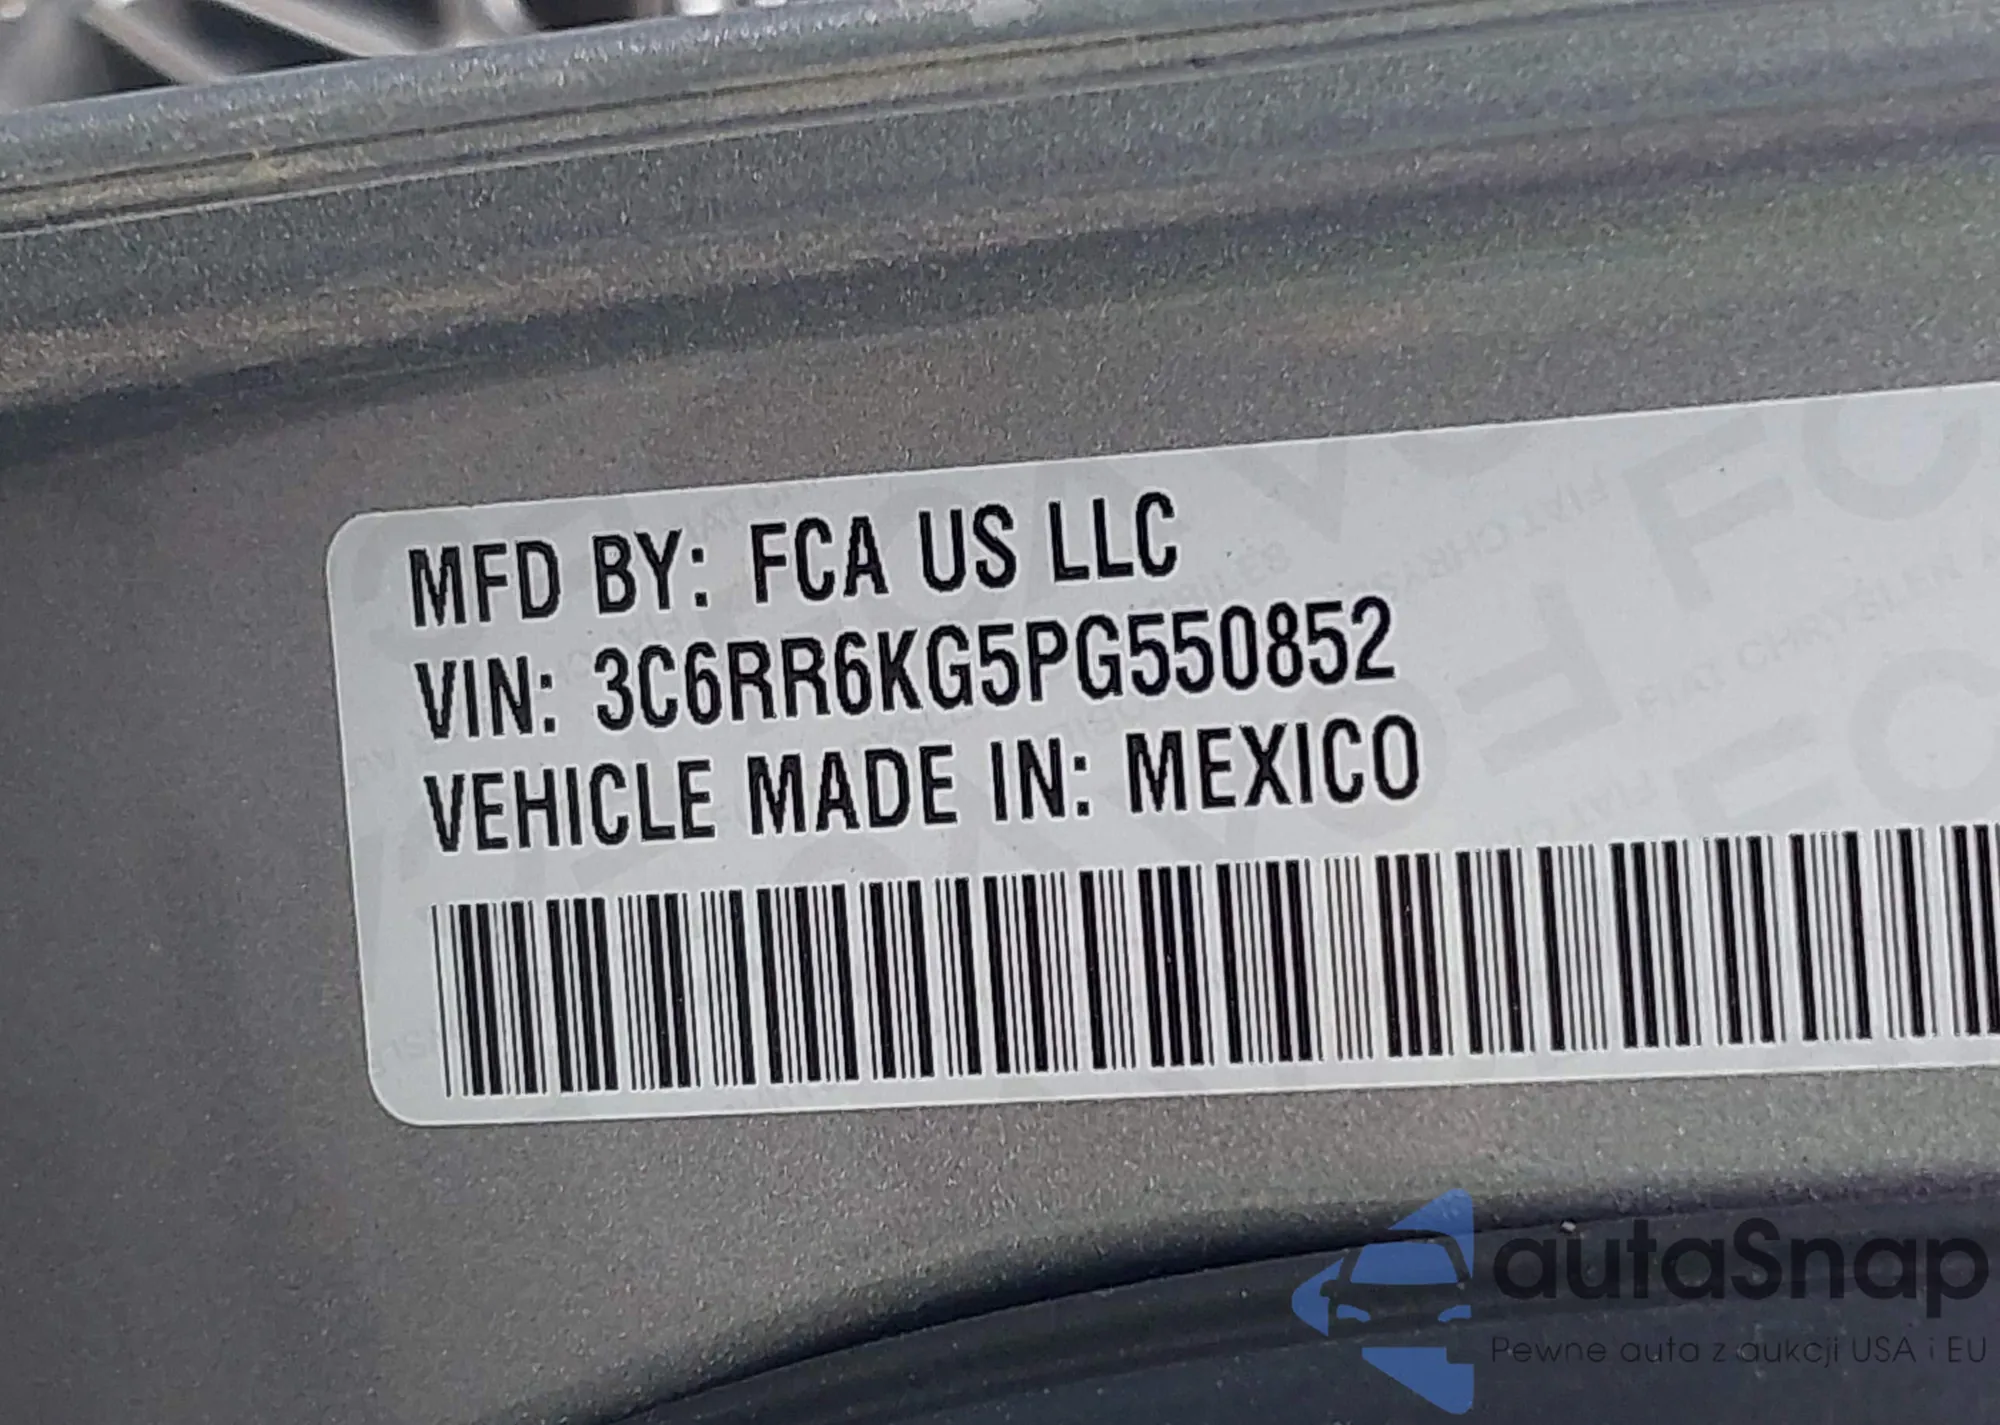 MFD BY: FCA US LLC
VIN: 3C6RR6KG5PG550852
VEHICLE MADE IN: MEXICO
autaSnap
Pewne auta z aukcji USA i EU